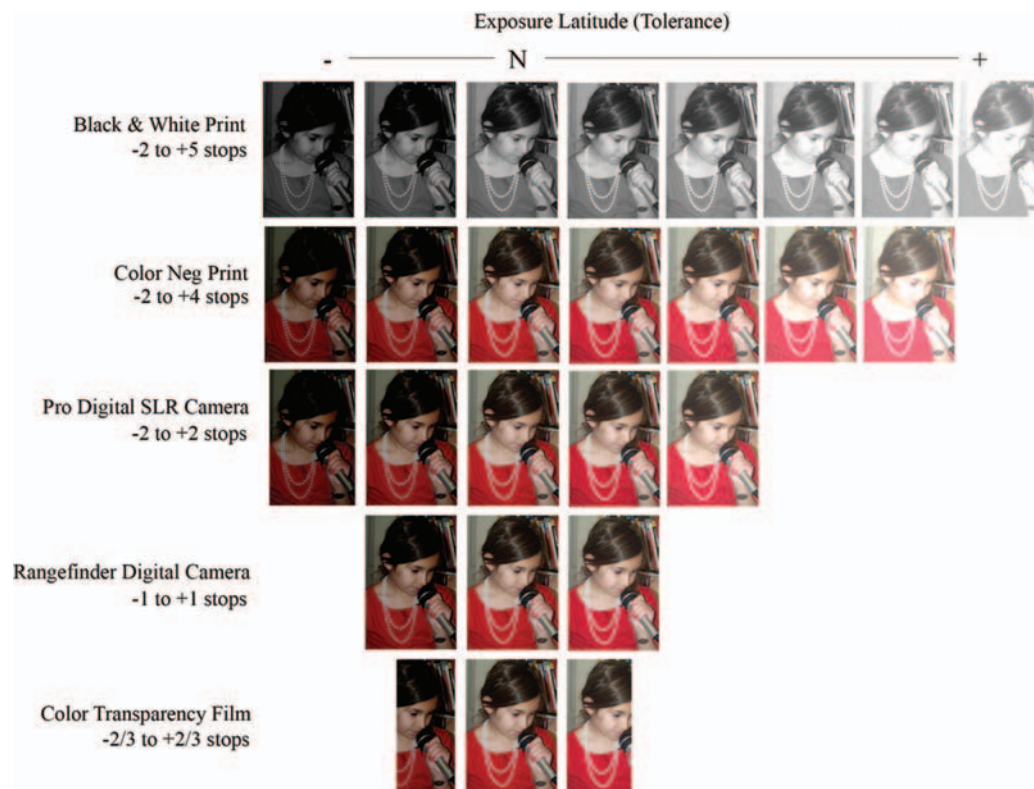 Exposure Latitude (Tolerance)
- N +
Black & White Print
-2 to +5 stops
Color Neg Print
-2 to +4 stops
Pro Digital SLR Camera
-2 to +2 stops
Rangefinder Digital Camera
-1 to +1 stops
Color Transparency Film
-2/3 to +2/3 stops